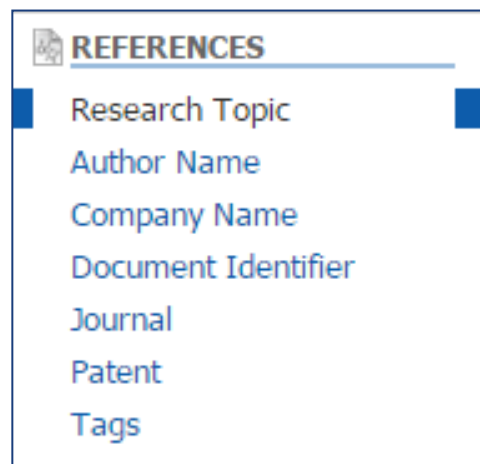 REFERENCES
Research Topic
Author Name
Company Name
Document Identifier
Journal
Patent
Tags